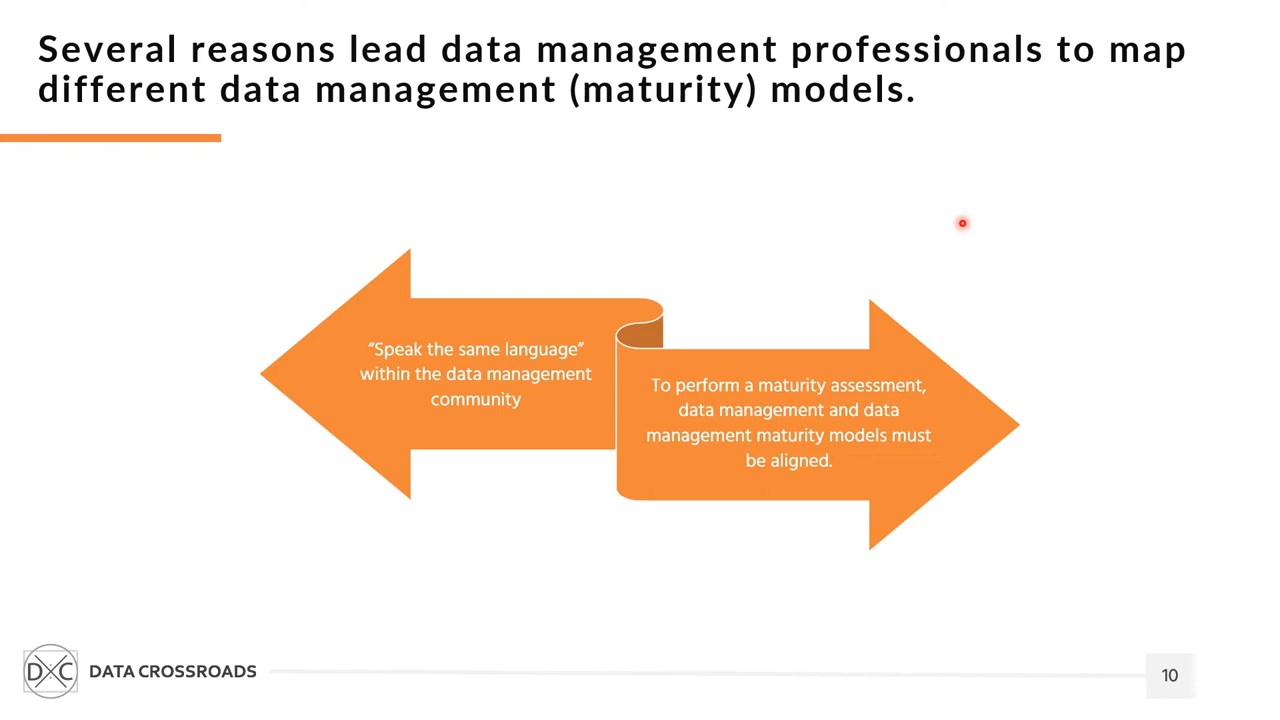 Several reasons lead data management professionals to map
different data management (maturity) models.
“Speak the same language”
within the data management
community
To perform a maturity assessment,
data management and data
management maturity models must
be aligned.
DXC
DATA CROSSROADS
10